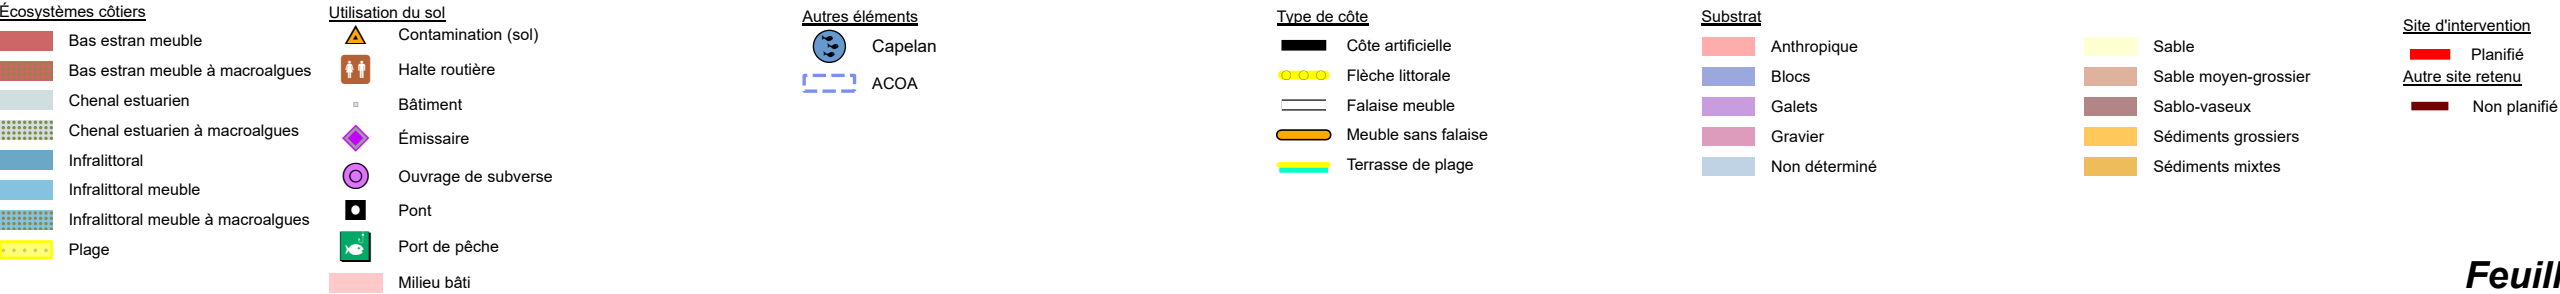 Écosystèmes côtiers
Bas estran meuble
Bas estran meuble à macroalgues
Chenal estuarien
Chenal estuarien à macroalgues
Infralittoral
Infralittoral meuble
Infralittoral meuble à macroalgues
Plage
Utilisation du sol
Contamination (sol)
Halte routière
Bâtiment
Émissaire
Ouvrage de subverse
Pont
Port de pêche
Milieu bâti
Autres éléments
Capelan
ACOA
Type de côte
Côte artificielle
Flèche littorale
Falaise meuble
Meuble sans falaise
Terrasse de plage
Substrat
Anthropique
Blocs
Galets
Gravier
Non déterminé
Sable
Sable moyen-grossier
Sablo-vaseux
Sédiments grossiers
Sédiments mixtes
Site d'intervention
Planifié
Autre site retenu
Non planifié
Feuill